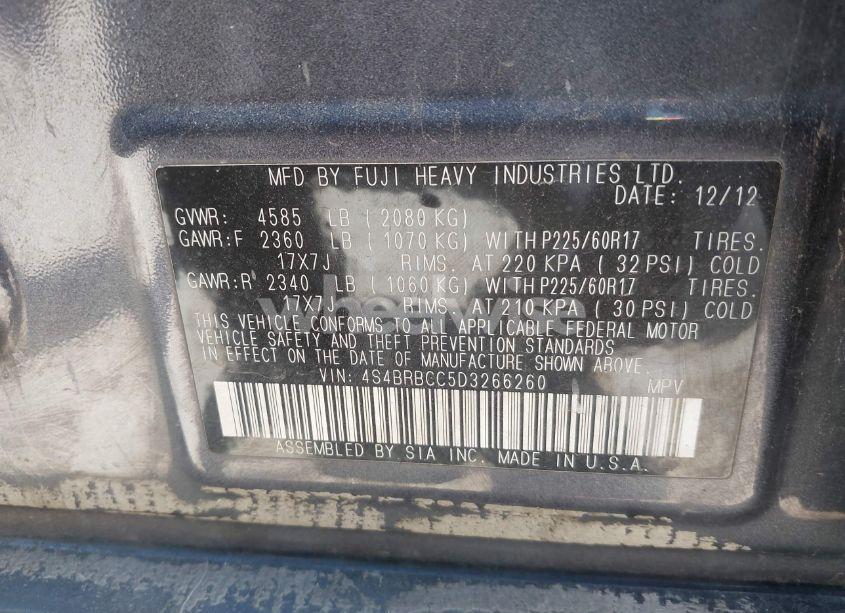 MFD BY FUJI HEAVY INDUSTRIES LTD.
DATE: 12/12
GVWR: 4585 LB ( 2080 KG)
GAWR:F 2360 LB ( 1070 KG) WITH P225/60R17 TIRES.
17X7J RIMS. AT 220 KPA ( 32 PSI) COLD
GAWR:R 2340 LB ( 1060 KG) WITH P225/60R17 TIRES.
17X7J RIMS. AT 210 KPA ( 30 PSI) COLD
wheelwise
THIS VEHICLE CONFORMS TO ALL APPLICABLE FEDERAL MOTOR
VEHICLE SAFETY AND THEFT PREVENTION STANDARDS
IN EFFECT ON THE DATE OF MANUFACTURE SHOWN ABOVE.
VIN: 4S4BRBCC5D3266260 MPV
ASSEMBLED BY SIA INC. MADE IN U.S.A.